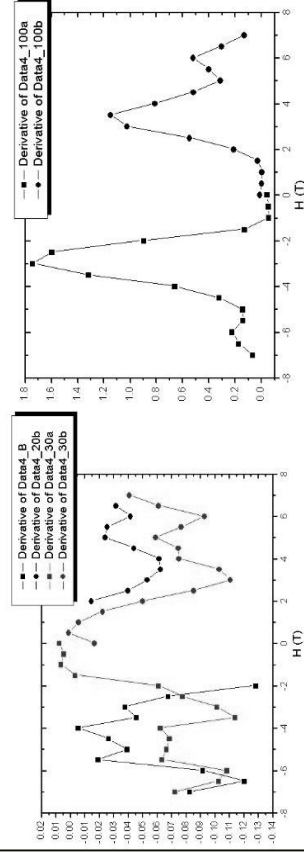 Derivative of Data4_B
Derivative of Data4_20b
Derivative of Data4_30a
Derivative of Data4_30b
0.02
0.01
0.00
-0.01
-0.02
-0.03
-0.04
-0.05
-0.06
-0.07
-0.08
-0.09
-0.10
-0.11
-0.12
-0.13
-0.14
-8 -6 -4 -2 0 2 4 6 8
H (T)
Derivative of Data4_100a
Derivative of Data4_100b
1.8
1.6
1.4
1.2
1.0
0.8
0.6
0.4
0.2
0.0
-8 -6 -4 -2 0 2 4 6 8
H (T)